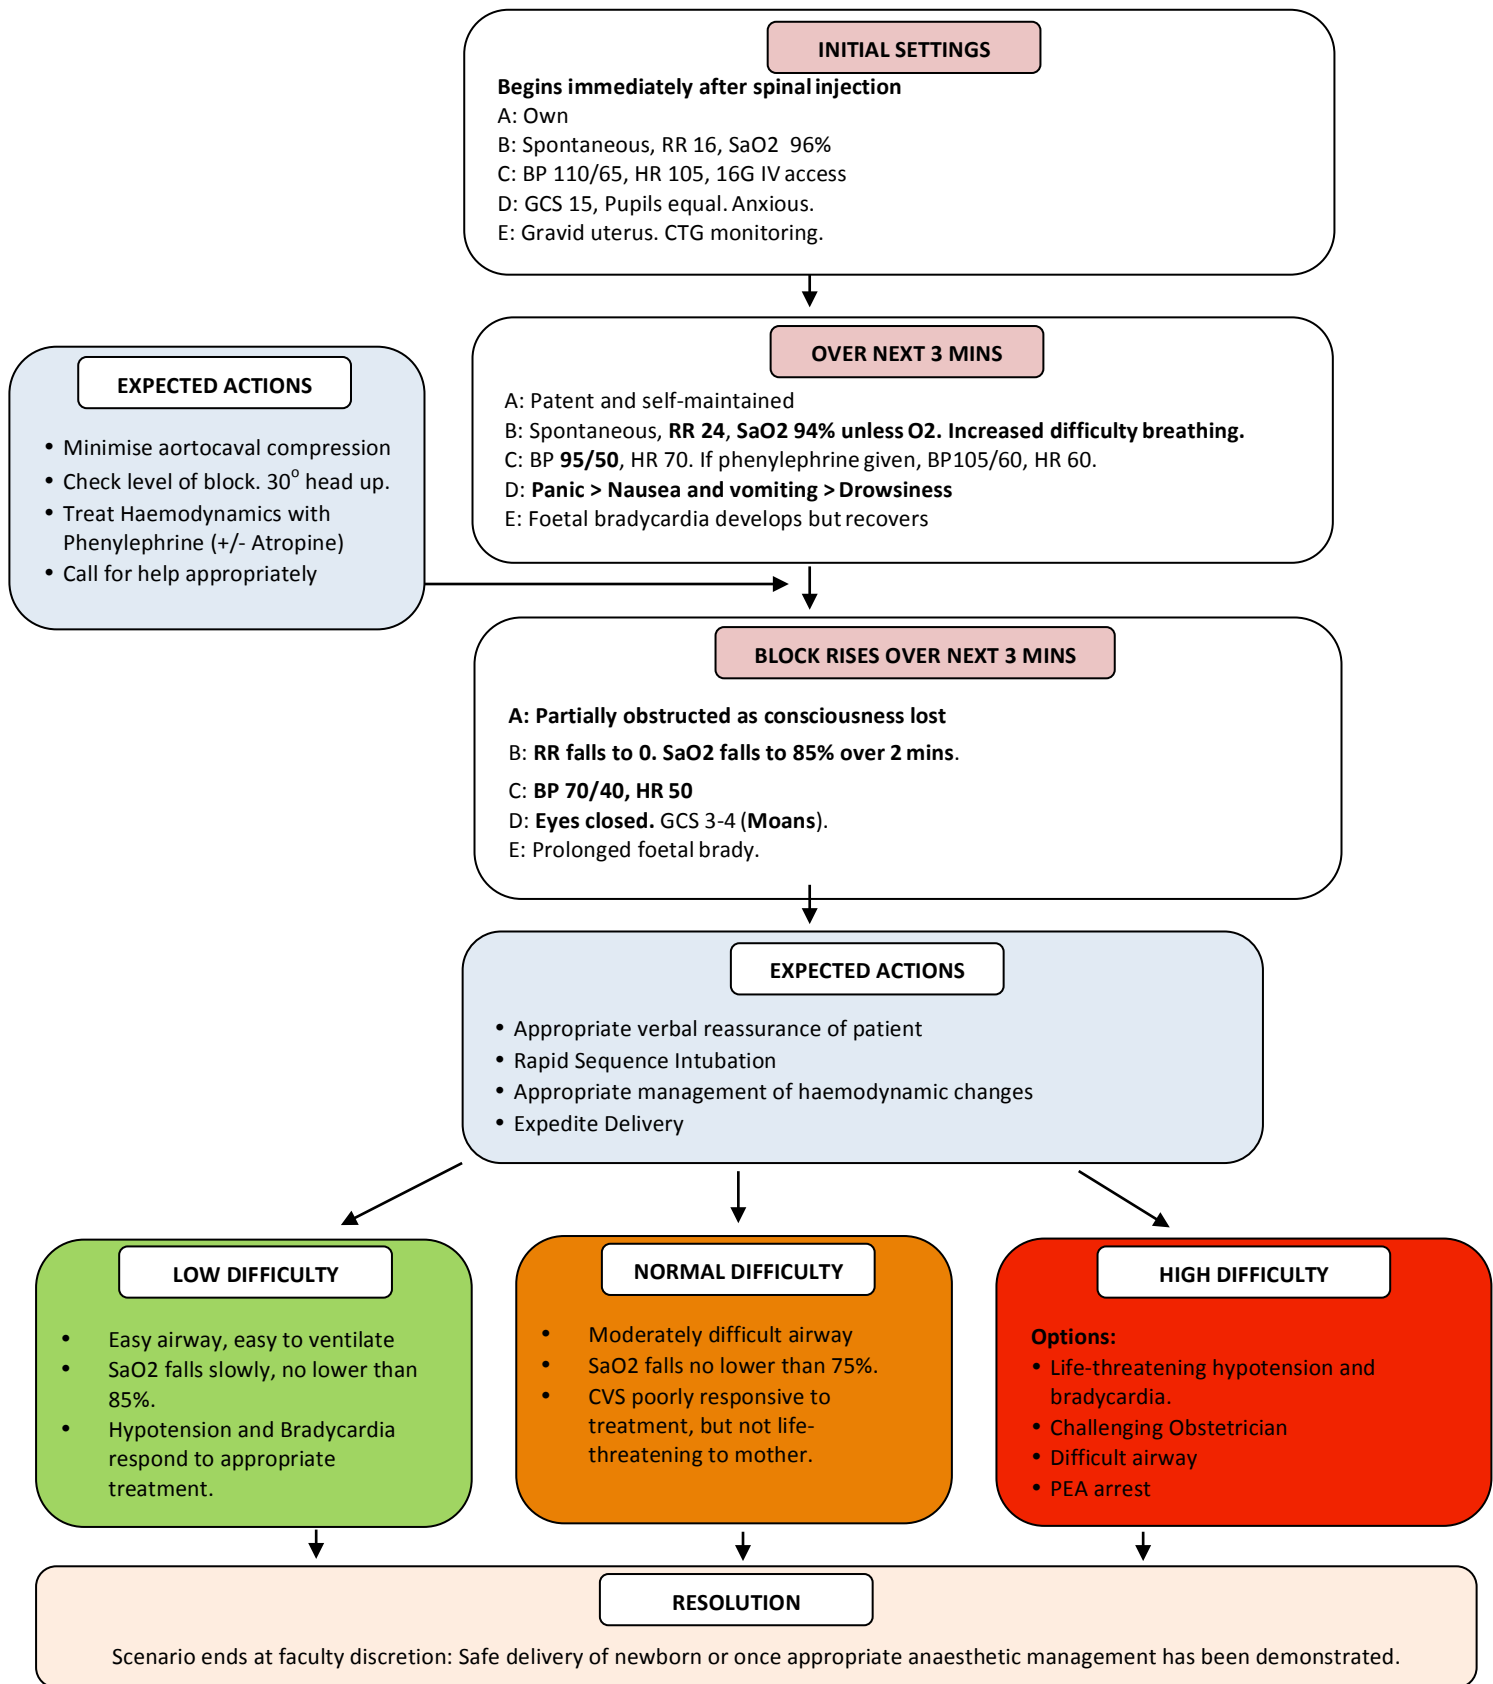 INITIAL SETTINGS
Begins immediately after spinal injection
A: Own
B: Spontaneous, RR 16, SaO2 96%
C: BP 110/65, HR 105, 16G IV access
D: GCS 15, Pupils equal. Anxious.
E: Gravid uterus. CTG monitoring.
OVER NEXT 3 MINS
A: Patent and self-maintained
B: Spontaneous, RR 24, SaO2 94% unless O2. Increased difficulty breathing.
C: BP 95/50, HR 70. If phenylephrine given, BP105/60, HR 60.
D: Panic > Nausea and vomiting > Drowsiness
E: Foetal bradycardia develops but recovers
EXPECTED ACTIONS
• Minimise aortocaval compression
• Check level of block. 30° head up.
• Treat Haemodynamics with
Phenylephrine (+/- Atropine)
• Call for help appropriately
BLOCK RISES OVER NEXT 3 MINS
A: Partially obstructed as consciousness lost
B: RR falls to 0. SaO2 falls to 85% over 2 mins.
C: BP 70/40, HR 50
D: Eyes closed. GCS 3-4 (Moans).
E: Prolonged foetal brady.
EXPECTED ACTIONS
• Appropriate verbal reassurance of patient
• Rapid Sequence Intubation
• Appropriate management of haemodynamic changes
• Expedite Delivery
LOW DIFFICULTY
• Easy airway, easy to ventilate
• SaO2 falls slowly, no lower than
85%.
• Hypotension and Bradycardia
respond to appropriate
treatment.
NORMAL DIFFICULTY
• Moderately difficult airway
• SaO2 falls no lower than 75%.
• CVS poorly responsive to
treatment, but not life-
threatening to mother.
HIGH DIFFICULTY
Options:
• Life-threatening hypotension and
bradycardia.
• Challenging Obstetrician
• Difficult airway
• PEA arrest
RESOLUTION
Scenario ends at faculty discretion: Safe delivery of newborn or once appropriate anaesthetic management has been demonstrated.